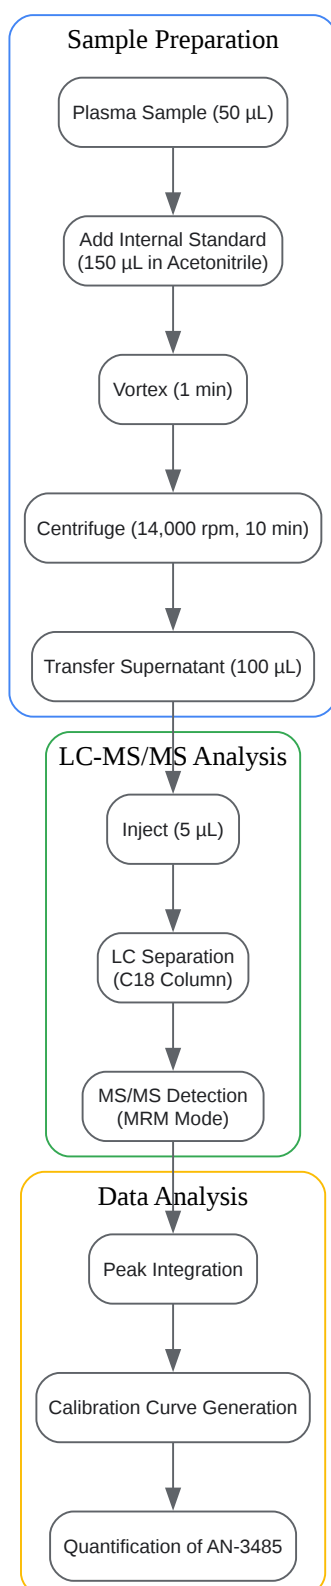 Sample Preparation
Plasma Sample (50 µL)
Add Internal Standard
(150 µL in Acetonitrile)
Vortex (1 min)
Centrifuge (14,000 rpm, 10 min)
Transfer Supernatant (100 µL)
LC-MS/MS Analysis
Inject (5 µL)
LC Separation
(C18 Column)
MS/MS Detection
(MRM Mode)
Data Analysis
Peak Integration
Calibration Curve Generation
Quantification of AN-3485